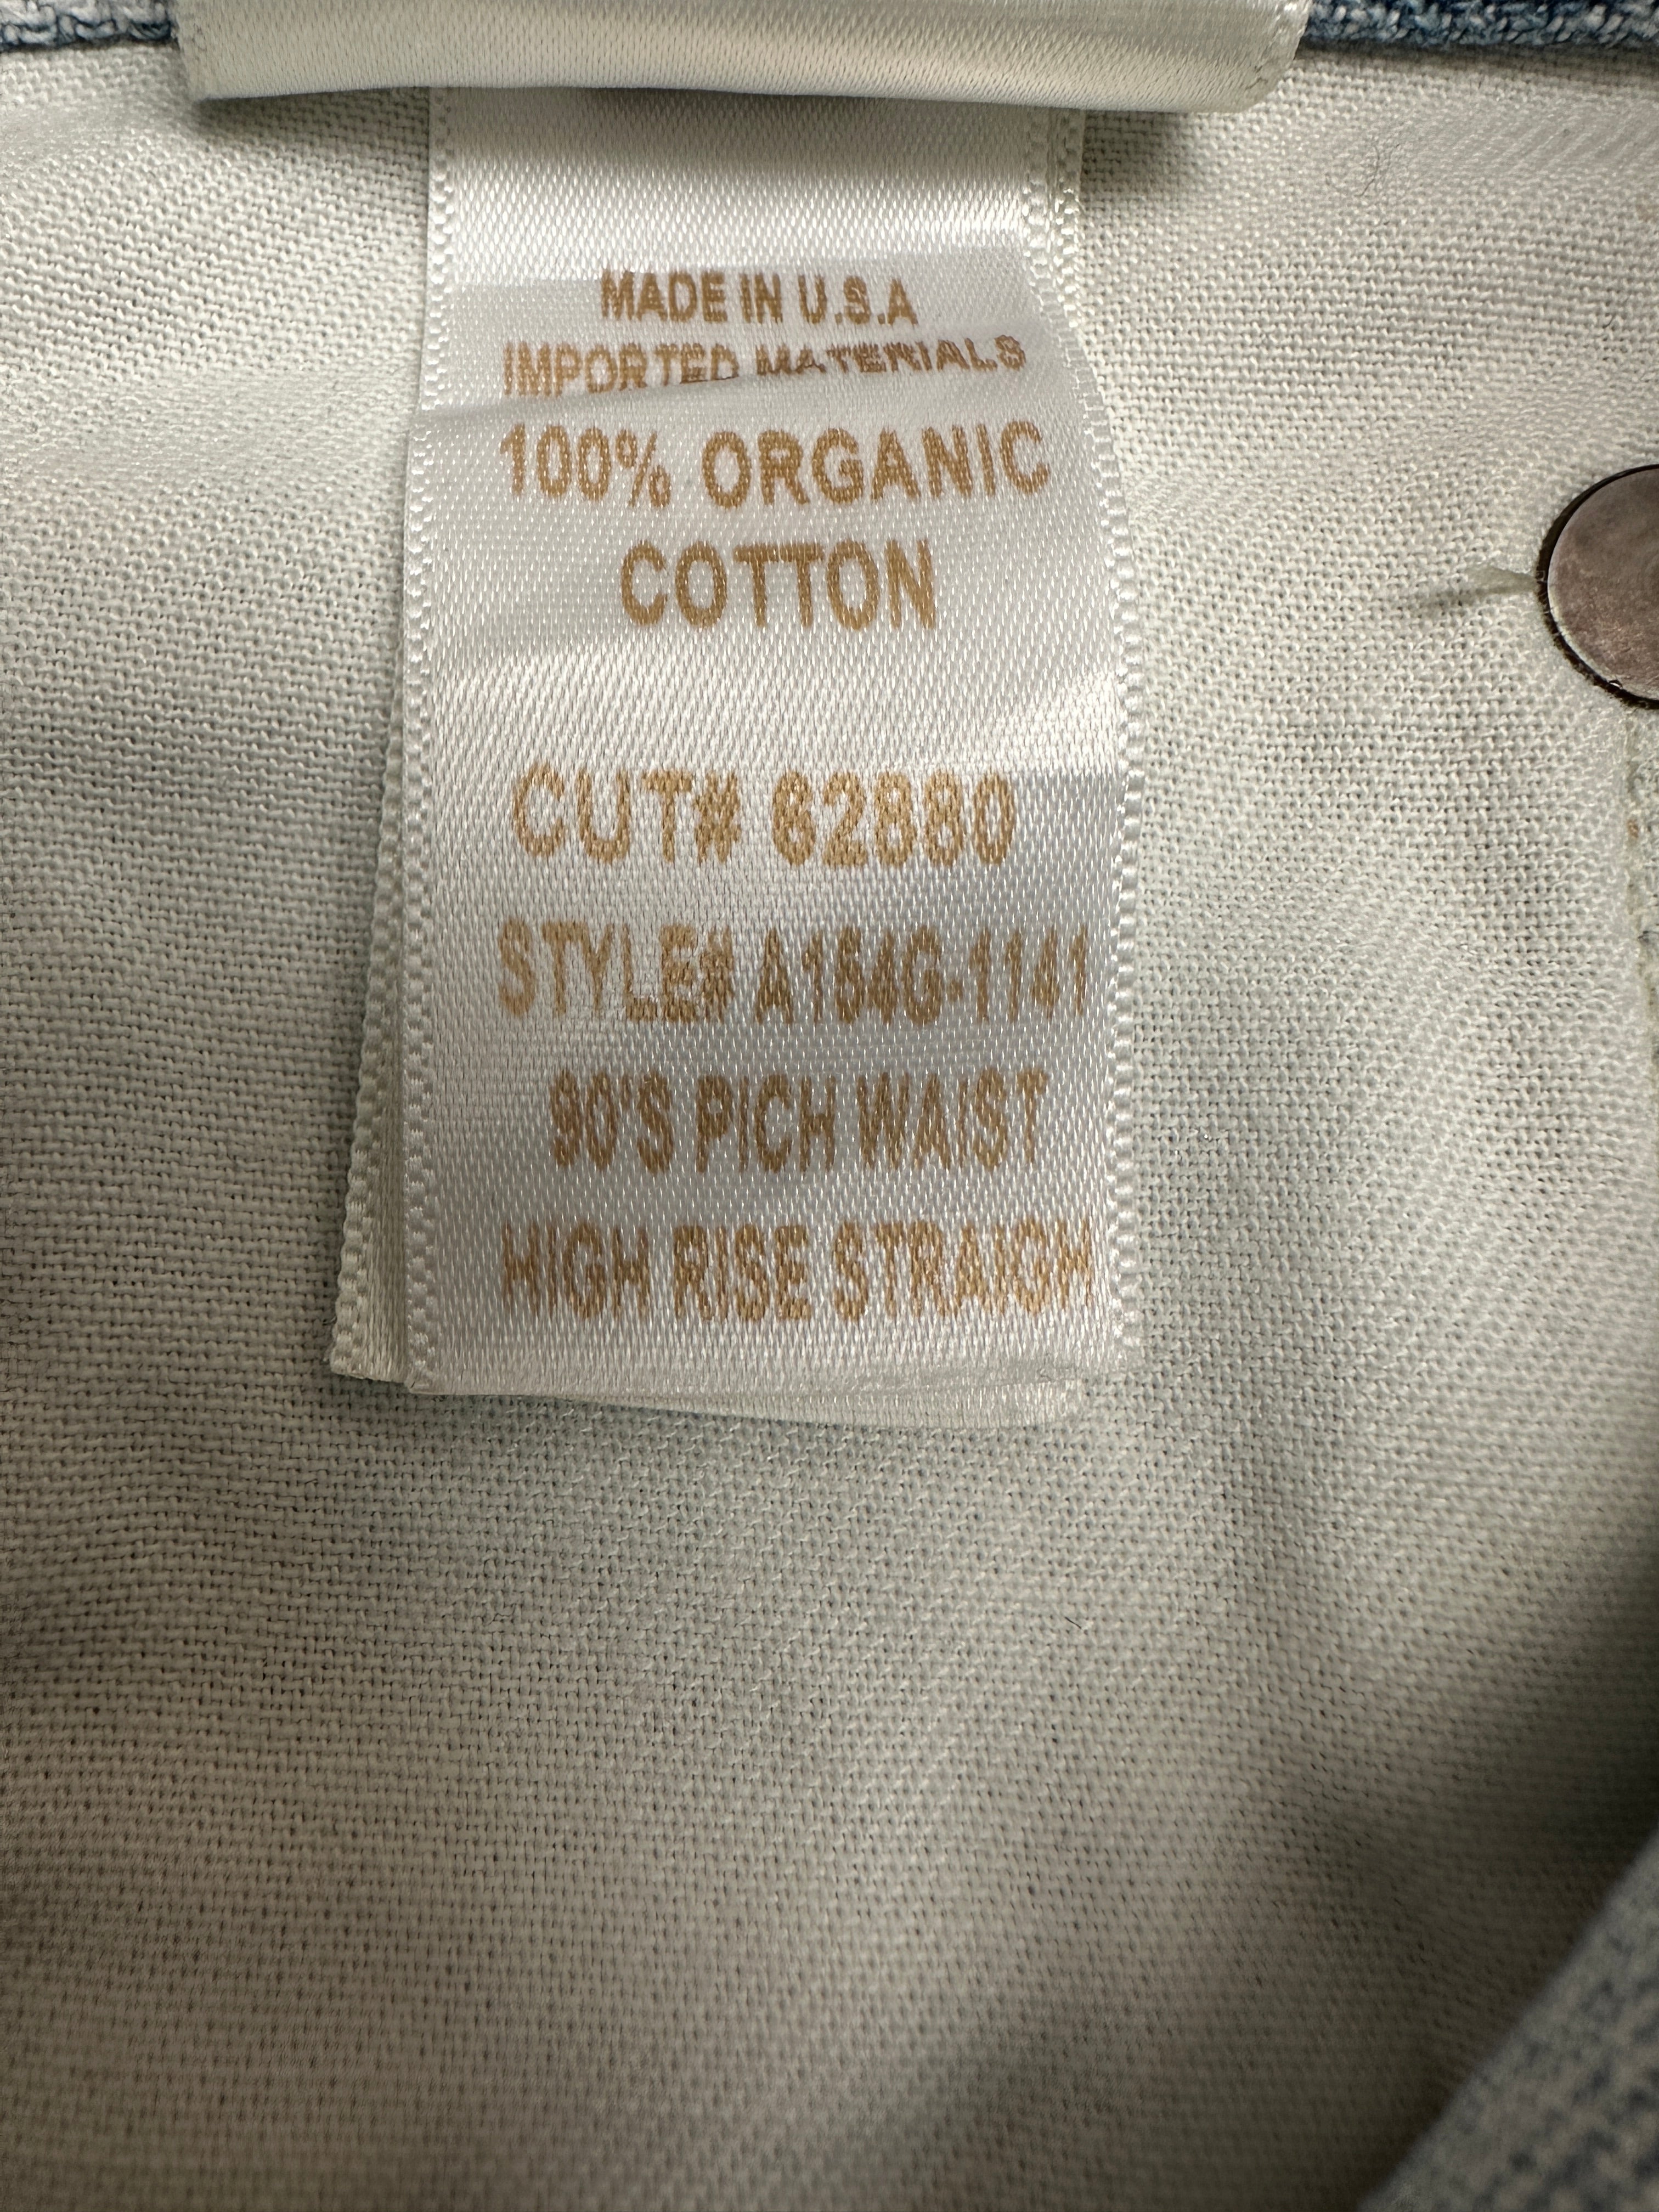 MADE IN U.S.A
IMPORTED MATERIALS
100% ORGANIC
COTTON
CUT# 62880
STYLE# A164G-1141
90'S PICH WAIST
HIGH RISE STRAIGH